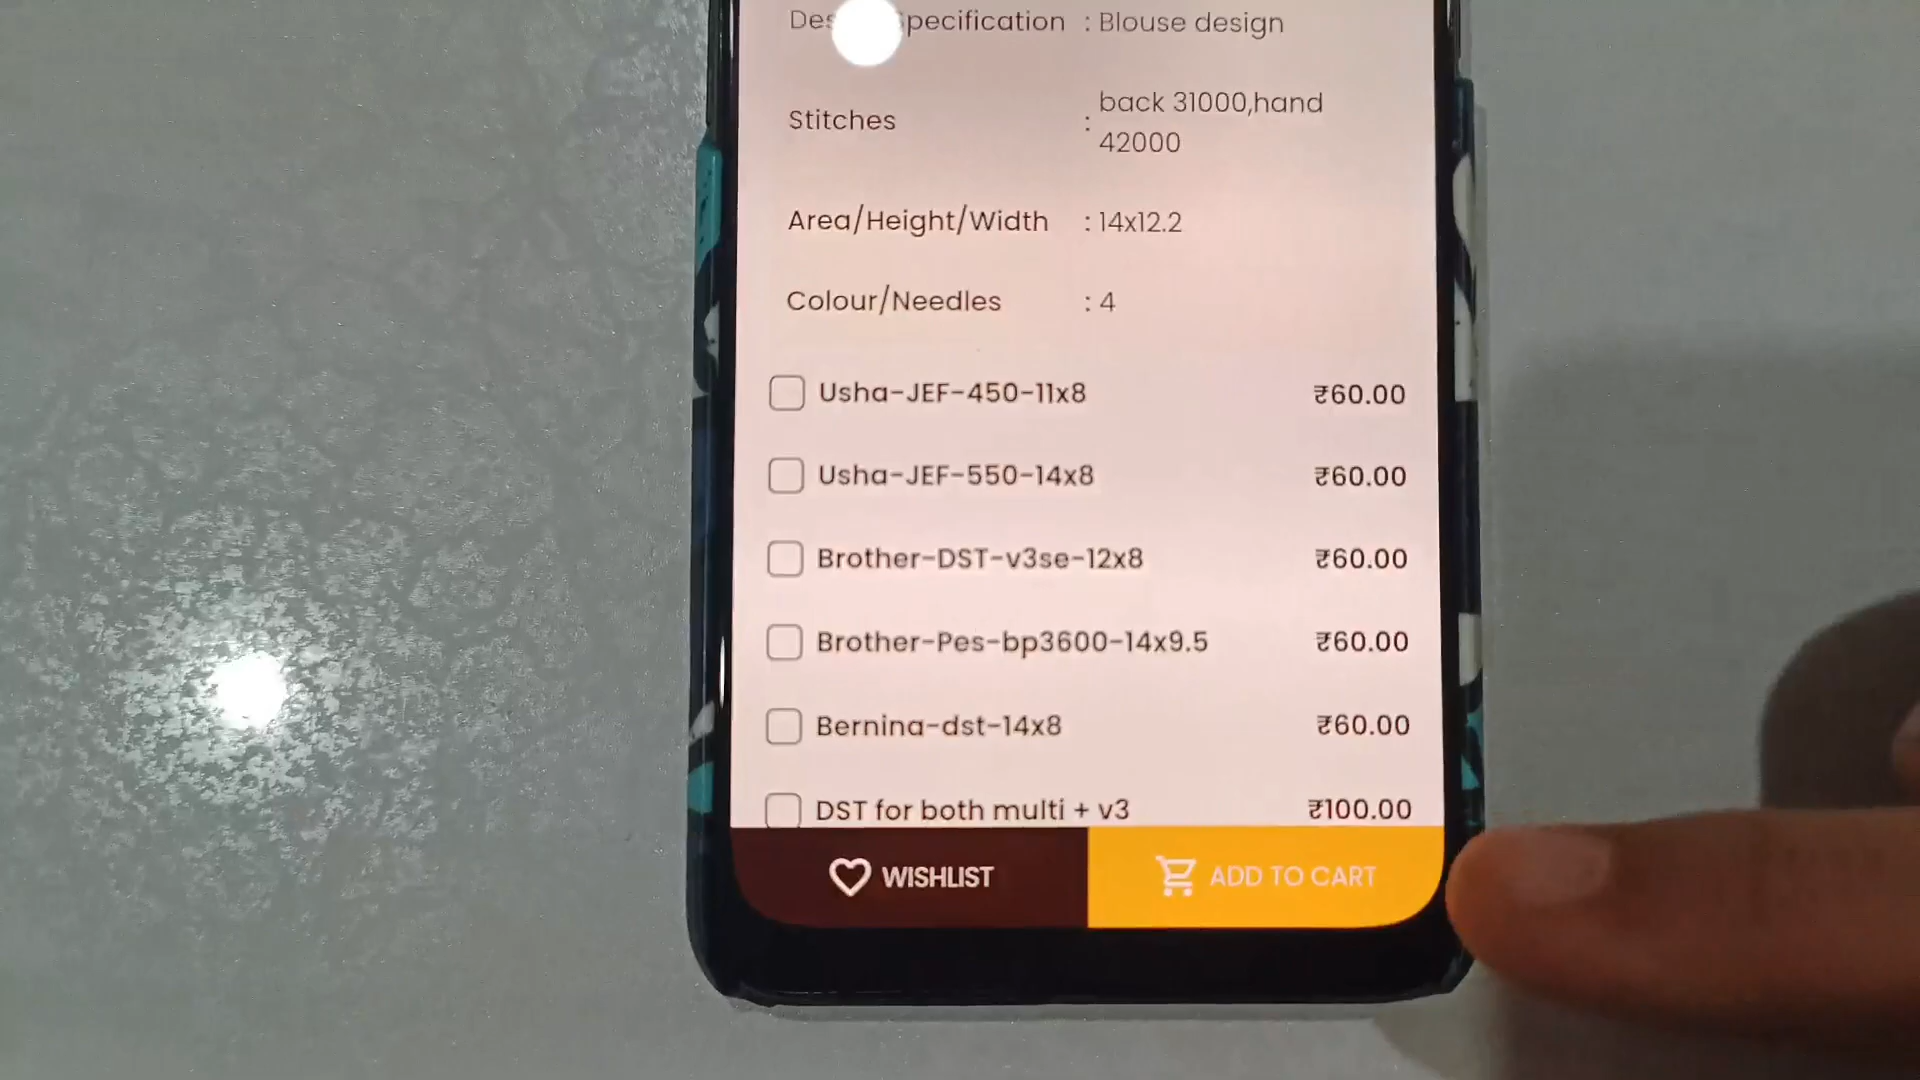 Des pecification : Blouse design
Stitches : back 31000,hand
42000
Area/Height/Width : 14x12.2
Colour/Needles : 4
Usha-JEF-450-11x8 ₹60.00
Usha-JEF-550-14x8 ₹60.00
Brother-DST-v3se-12x8 ₹60.00
Brother-Pes-bp3600-14x9.5 ₹60.00
Bernina-dst-14x8 ₹60.00
DST for both multi + v3 ₹100.00
WISHLIST ADD TO CART